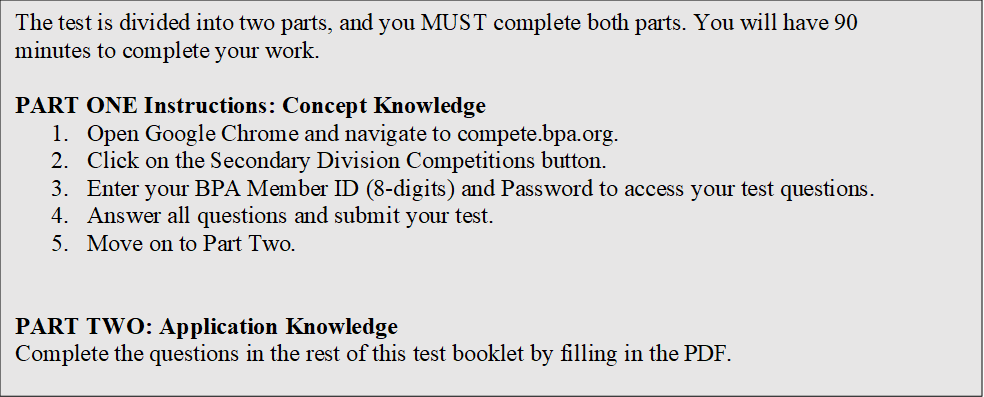 The test is divided into two parts, and you MUST complete both parts. You will have 90
minutes to complete your work.
PART ONE Instructions: Concept Knowledge
1. Open Google Chrome and navigate to compete.bpa.org.
2. Click on the Secondary Division Competitions button.
3. Enter your BPA Member ID (8-digits) and Password to access your test questions.
4. Answer all questions and submit your test.
5. Move on to Part Two.
PART TWO: Application Knowledge
Complete the questions in the rest of this test booklet by filling in the PDF.